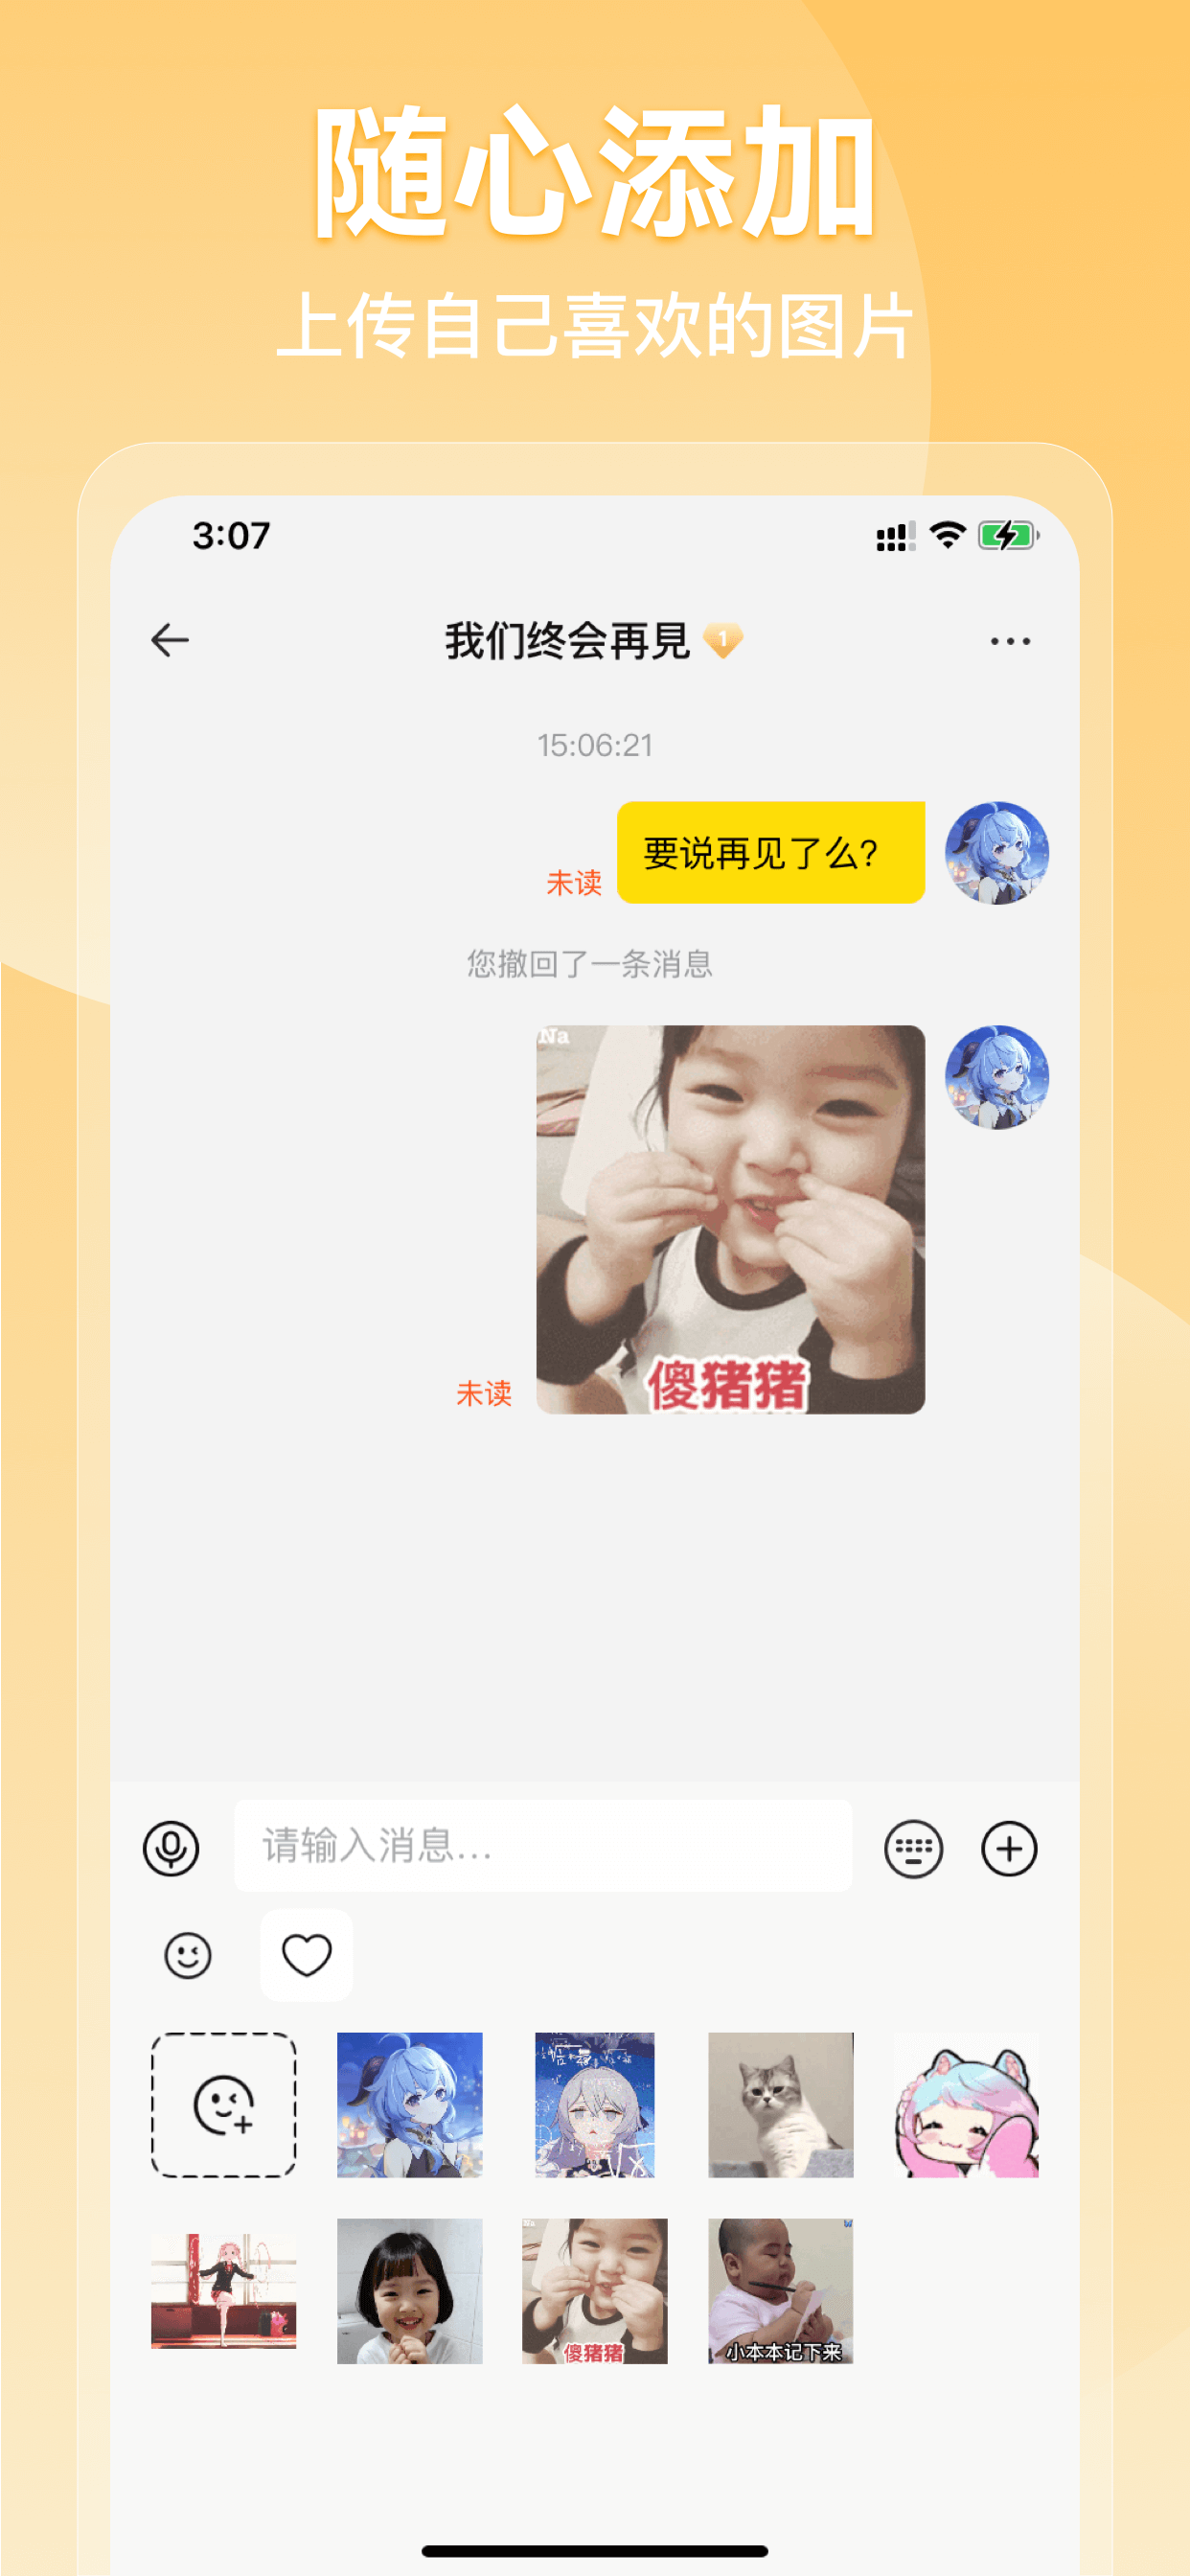 随心添加
上传自己喜欢的图片
3:07
我们终会再見 1
15:06:21
要说再见了么?
未读
您撤回了一条消息
Na
傻猪猪
未读
请输入消息...
傻猪猪
小本本记下来